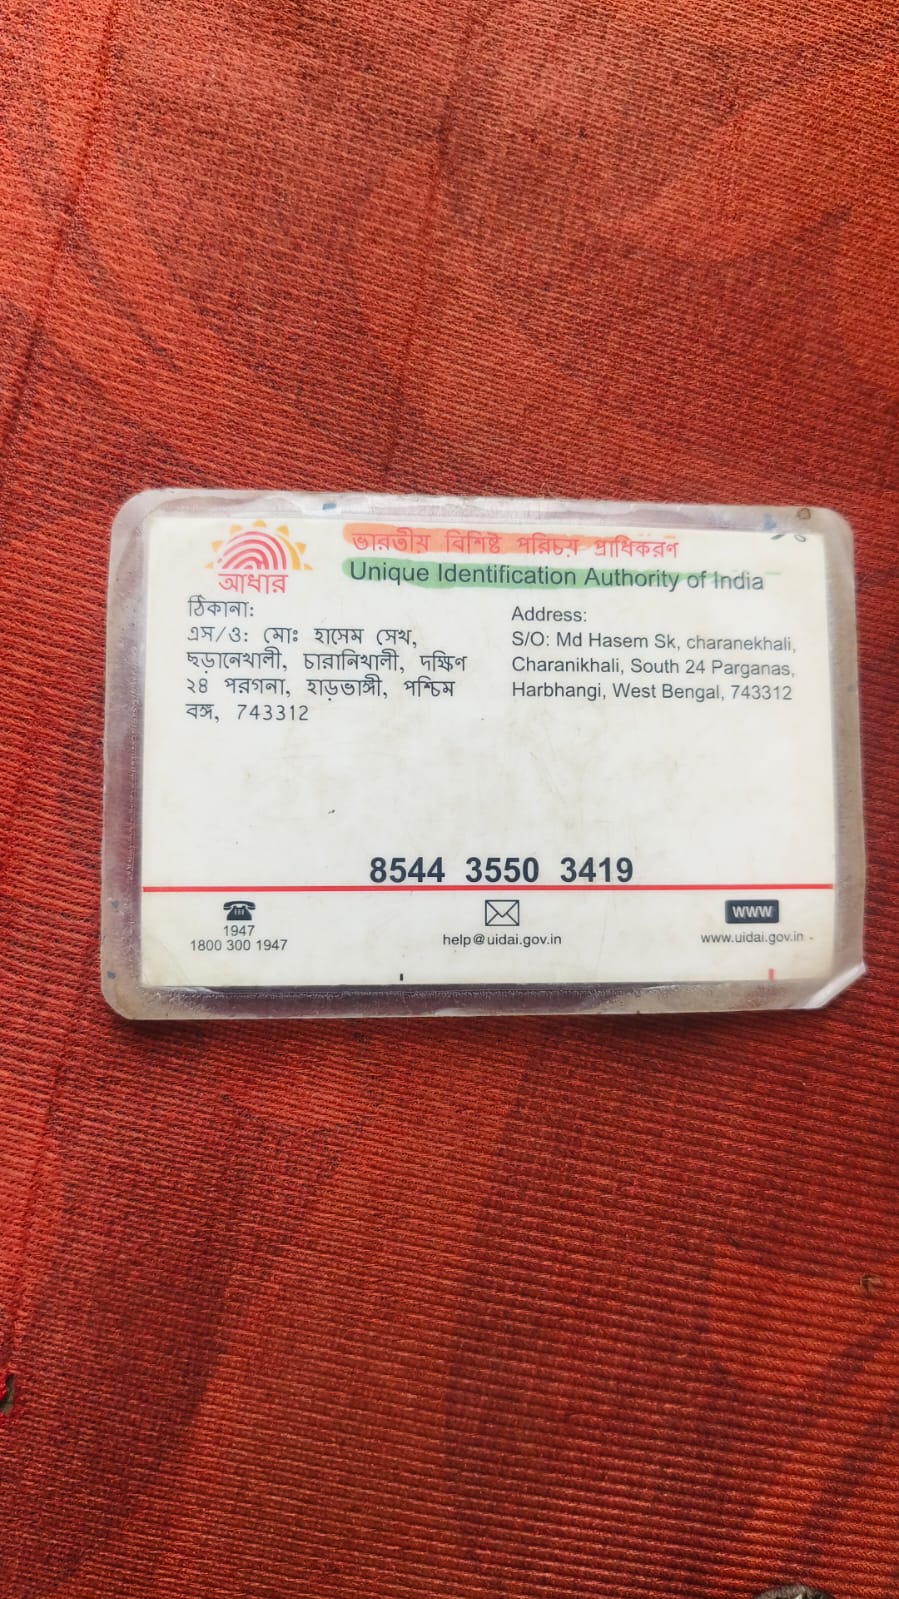 ভারতীয় বিশিষ্ট পরিচয় প্রাধিকরণ
Unique Identification Authority of India
আধার
ঠিকানা:
এস/ও: মোঃ হাসেম সেখ,
ছড়ানেখালী, চারানিখালী, দক্ষিণ
২৪ পরগনা, হাড়ভাঙ্গী, পশ্চিম
বঙ্গ, 743312
Address:
S/O: Md Hasem Sk, charanekhali,
Charanikhali, South 24 Parganas,
Harbhangi, West Bengal, 743312
8544 3550 3419
1947
1800 300 1947
help@uidai.gov.in
www
www.uidai.gov.in